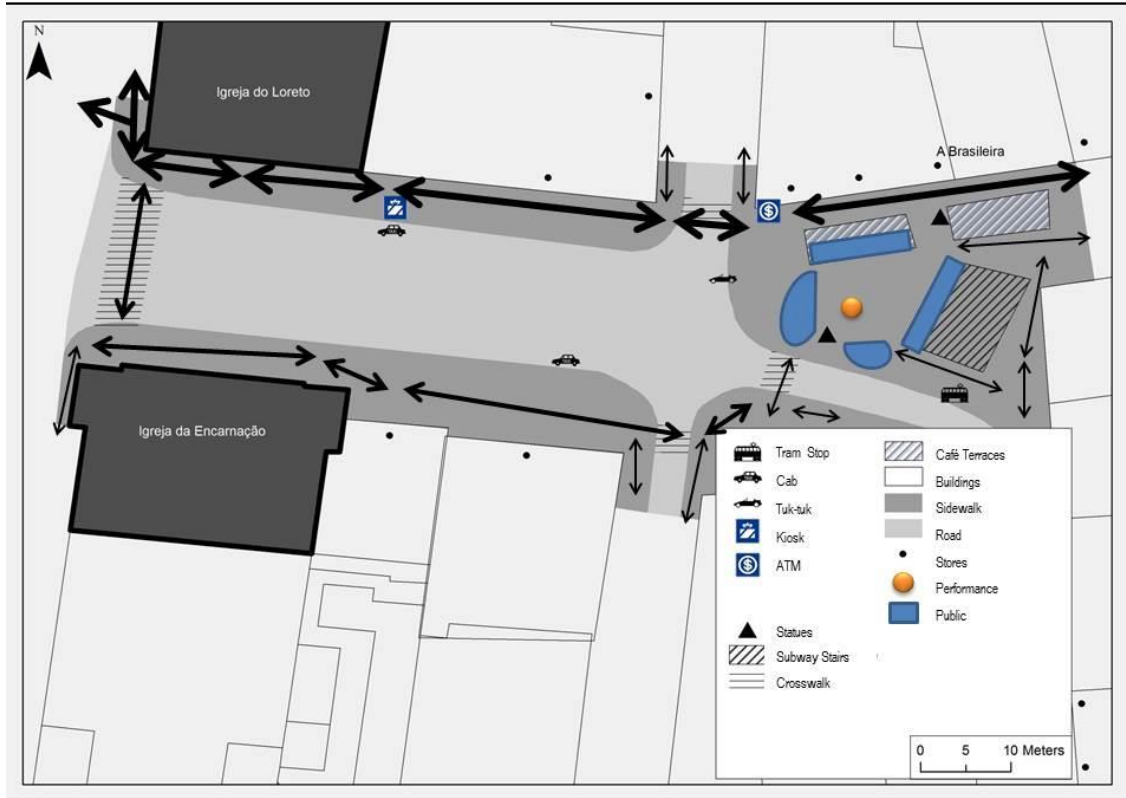 N
Igreja do Loreto
A Brasileira
Igreja da Encarnação
Tram Stop
Cab
Tuk-tuk
Kiosk
ATM
Statues
Subway Stairs
Crosswalk
Café Terraces
Buildings
Sidewalk
Road
Stores
Performance
Public
0 5 10 Meters